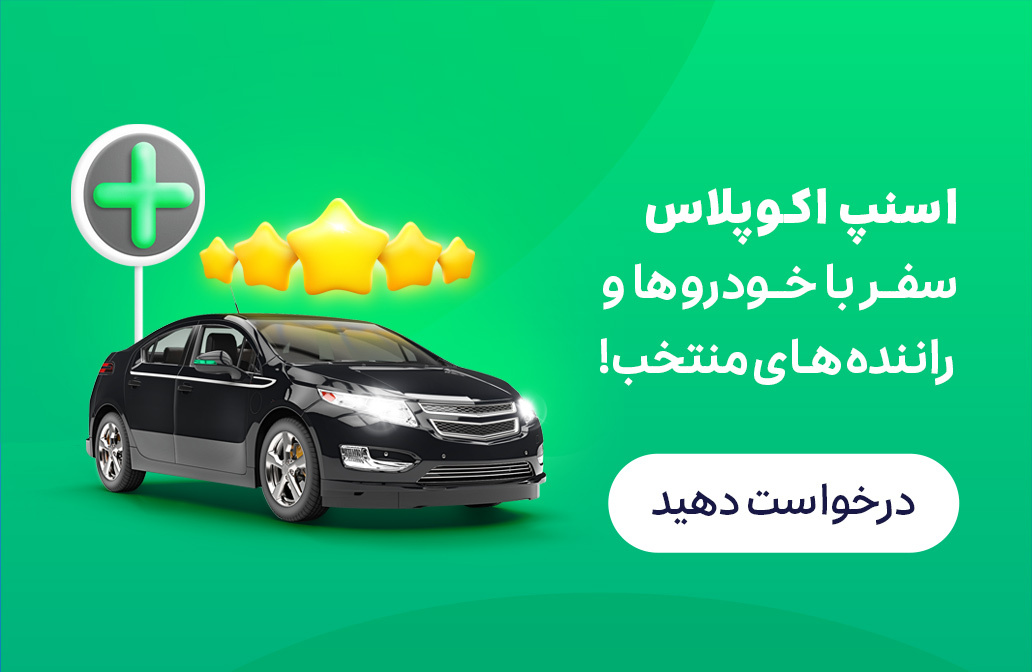 اسنپ اکوپلاس
سفر با خودروها و
راننده‌های منتخب!
درخواست دهید